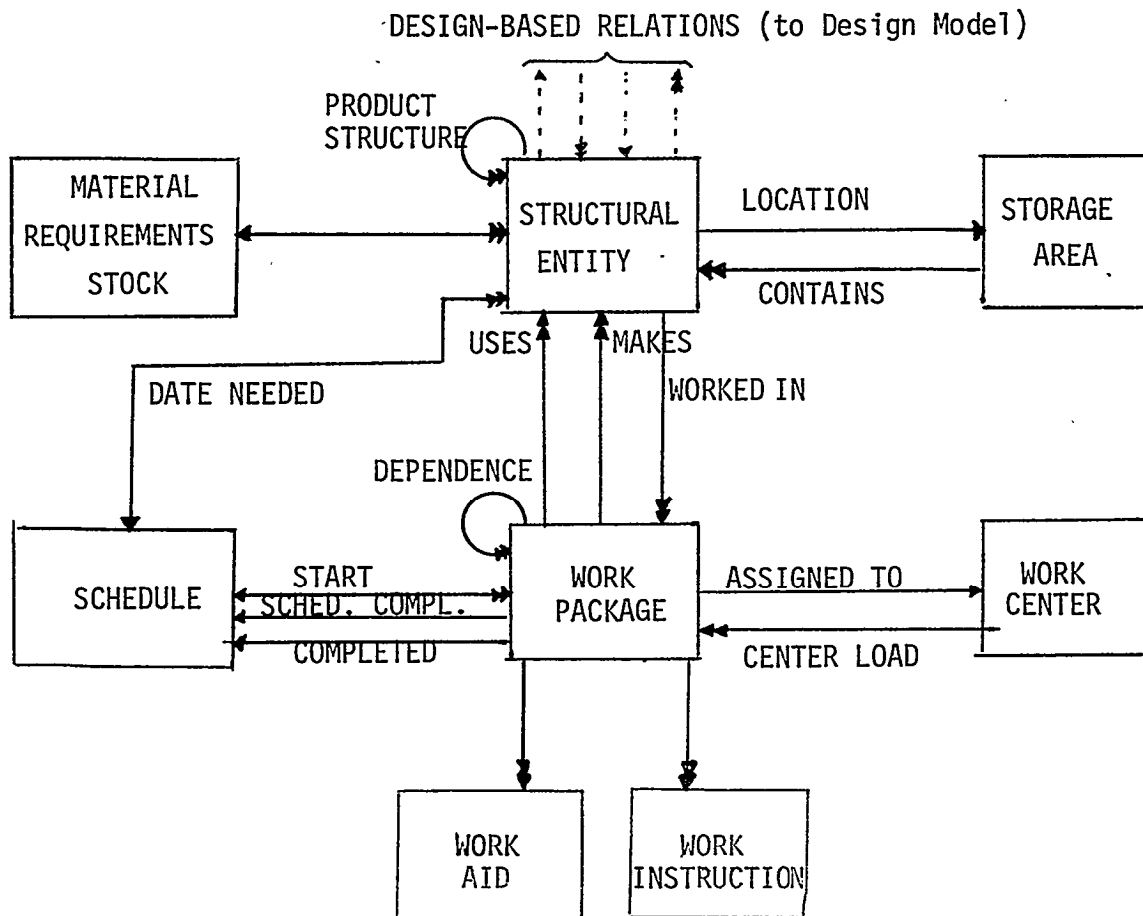 DESIGN-BASED RELATIONS (to Design Model)
PRODUCT
STRUCTURE
MATERIAL
REQUIREMENTS
STOCK
STRUCTURAL
ENTITY
LOCATION
CONTAINS
STORAGE
AREA
USES
MAKES
WORKED IN
DATE NEEDED
DEPENDENCE
SCHEDULE
START
SCHED. COMPL.
COMPLETED
WORK
PACKAGE
ASSIGNED TO
CENTER LOAD
WORK
CENTER
WORK
AID
WORK
INSTRUCTION